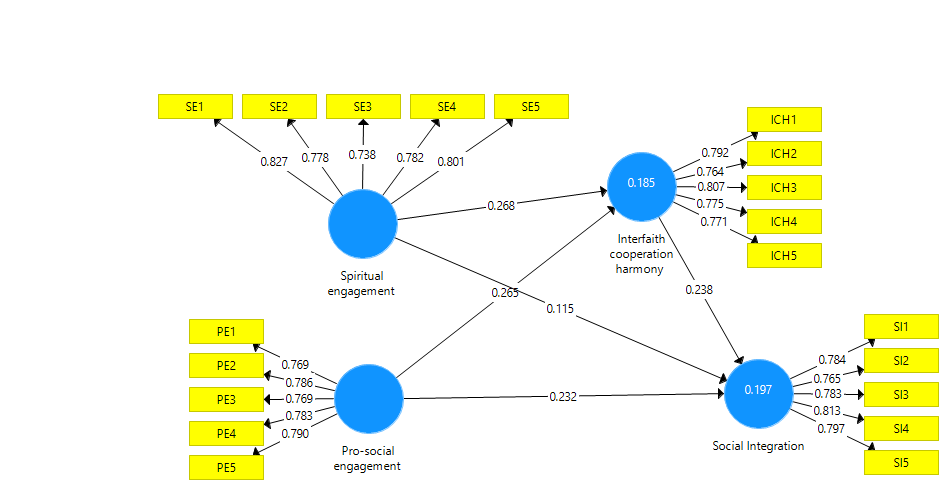 SE1 SE2 SE3 SE4 SE5
0.827 0.778 0.738 0.782 0.801
Spiritual
engagement
0.268
0.265
0.115
ICH1
ICH2
ICH3
ICH4
ICH5
0.792
0.764
0.807
0.775
0.771
0.185
Interfaith
cooperation
harmony
0.238
PE1
PE2
PE3
PE4
PE5
0.769
0.786
0.769
0.783
0.790
Pro-social
engagement
0.232
0.197
Social Integration
0.784
0.765
0.783
0.813
0.797
SI1
SI2
SI3
SI4
SI5